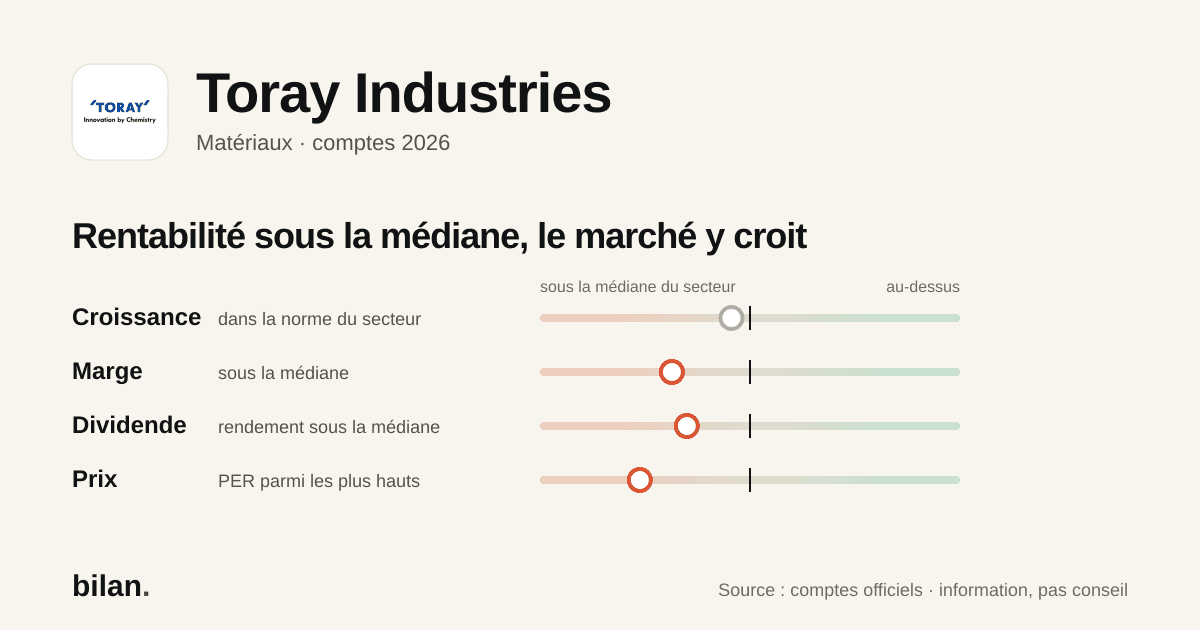 ʻTORAYʼ
Innovation by Chemistry
Toray Industries
Matériaux · comptes 2026
Rentabilité sous la médiane, le marché y croit
sous la médiane du secteur au-dessus
Croissance dans la norme du secteur
Marge sous la médiane
Dividende rendement sous la médiane
Prix PER parmi les plus hauts
bilan.
Source : comptes officiels · information, pas conseil